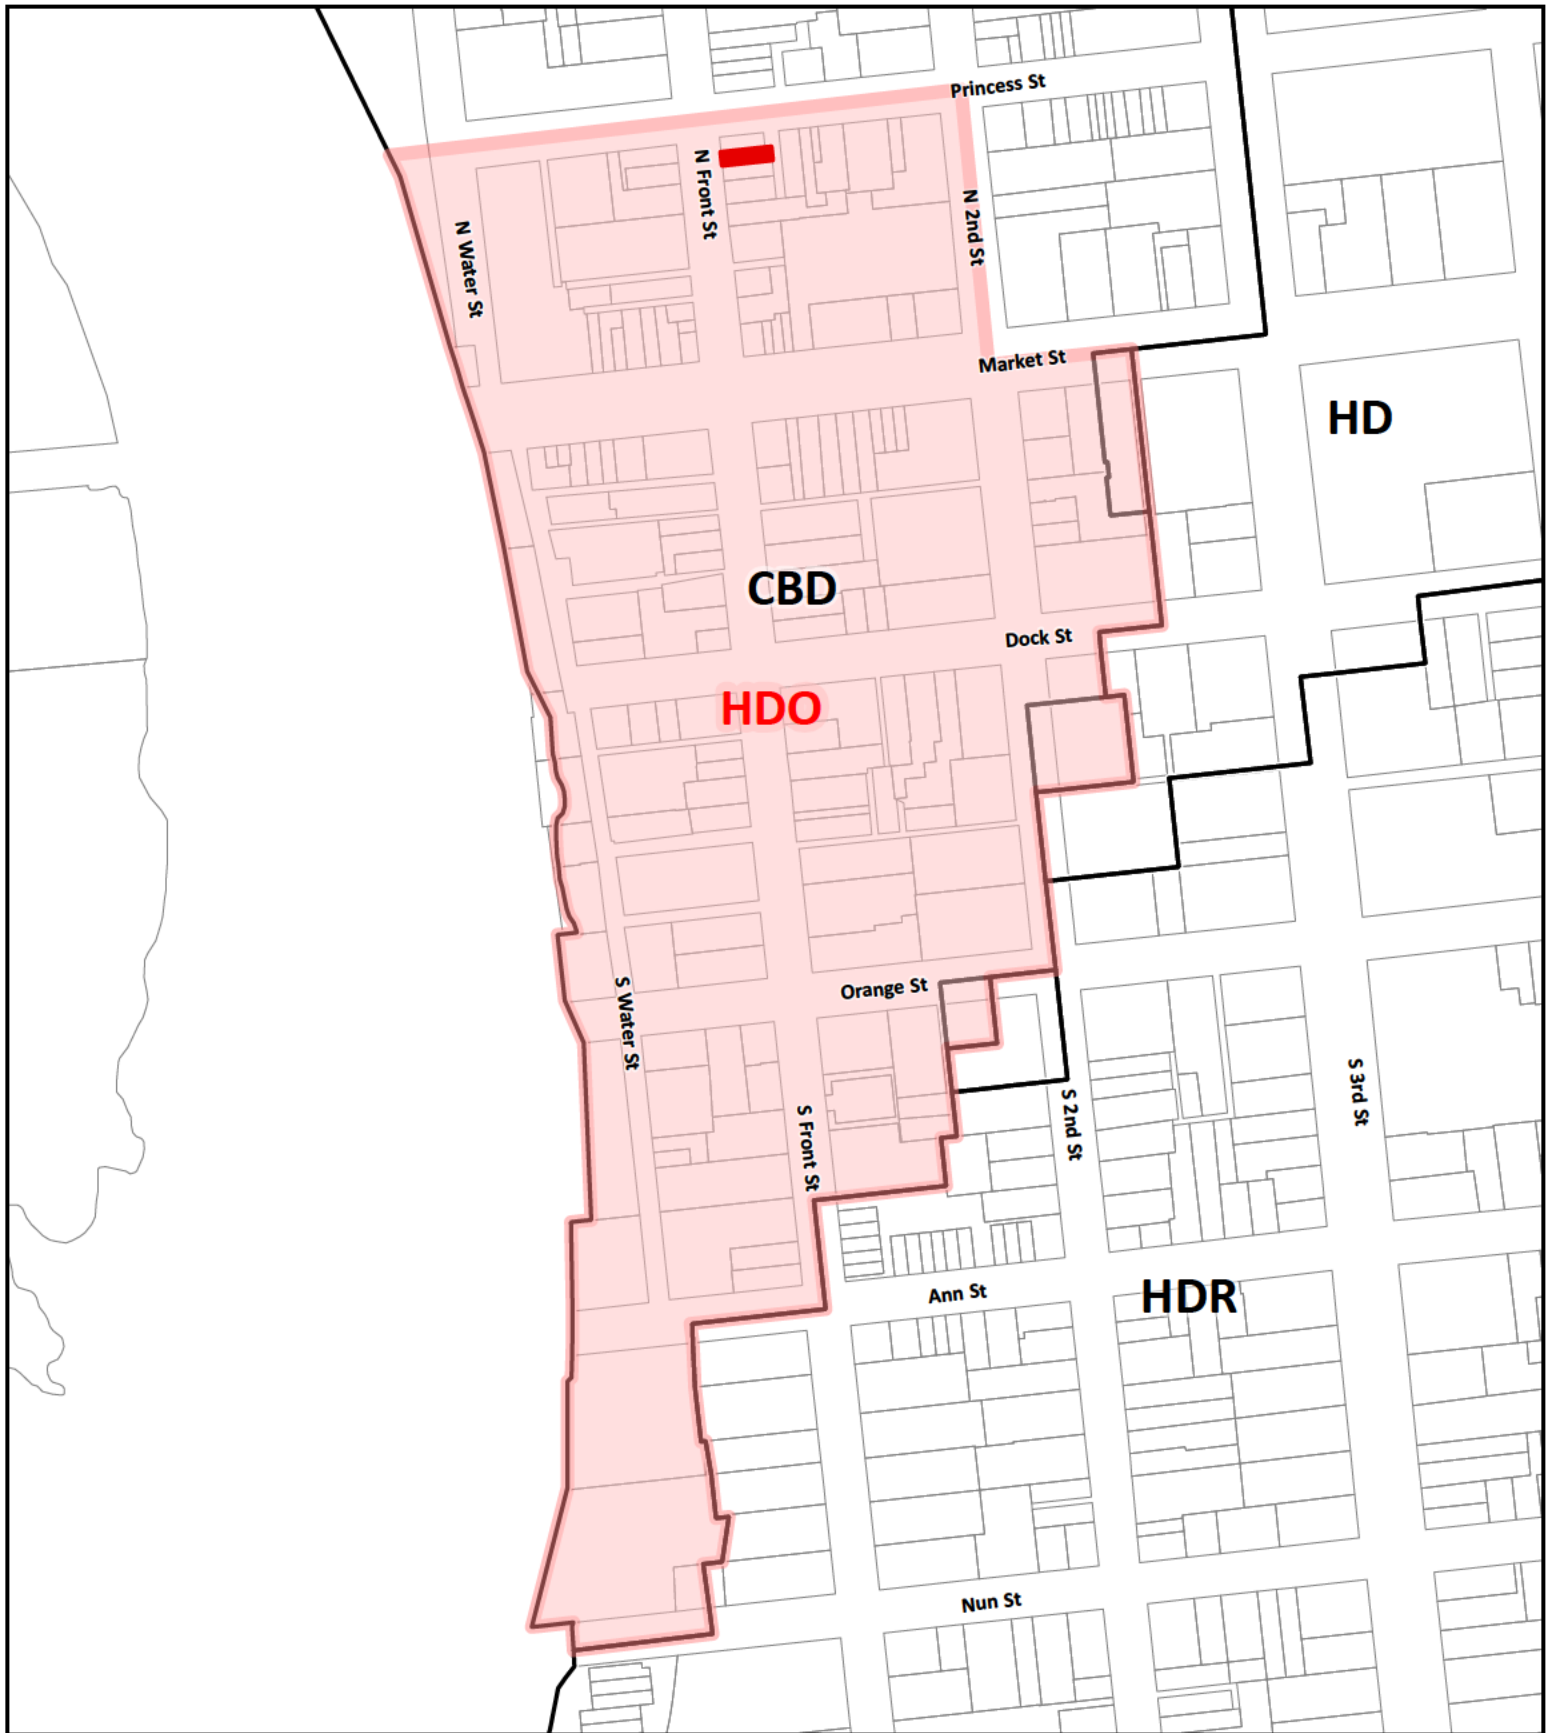 Princess St
N Front St
N 2nd St
N Water St
Market St
HD
CBD
Dock St
HDO
Orange St
S Water St
S 3rd St
S 2nd St
S Front St
Ann St
HDR
Nun St